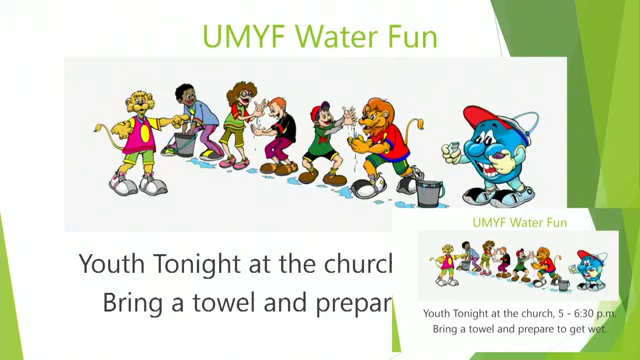 UMYF Water Fun
Youth Tonight at the churc
Bring a towel and prepar
UMYF Water Fun
Youth Tonight at the church, 5 - 6:30 p.m.
Bring a towel and prepare to get wet.